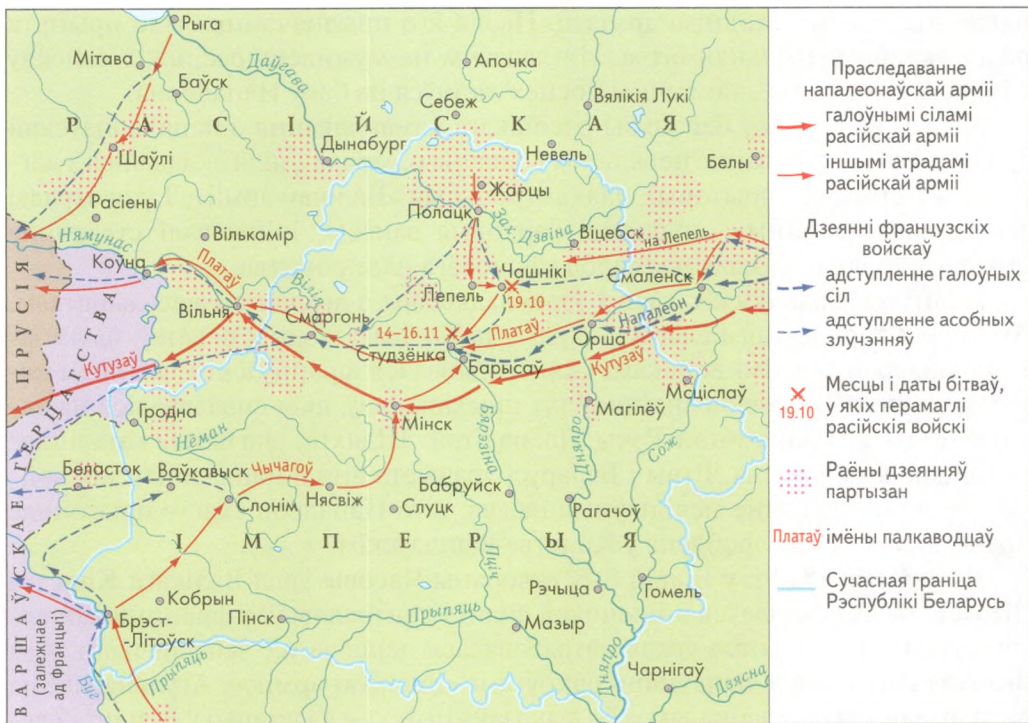 Рыга
Мітава
Баўск
Дзвіна
Апочка
Себеж
Вялікія Лукі
РАСІЙСКАЯ
Шаўлі
Дынабург
Невель
Белы
Расіены
Жарцы
Полацк
Нямунас
Вількамір
Зах. Дзвіна
Віцебск
на Лепель
Коўна
Платаў
Вілія
Чашнікі
Смаленск
Лепель
19.10
Напалеон
Вільня
Смаргонь
14–16.11
Платаў
Студзёнка
Орша
Кутузаў
Барысаў
Кутузаў
ПРУСІЯ
ВАРШАЎСКАЕ ГЕРЦАГСТВА
(залежнае
ад Францыі)
Гродна
Мінск
Бярэзіна
Магілёў
Мсціслаў
Нёман
Дняпро
Сож
Беласток
Ваўкавыск
Чычагоў
Нясвіж
Бабруйск
Слонім
Слуцк
Рагачоў
ІМПЕРЫЯ
Пціч
Кобрын
Рэчыца
Гомель
Брэст-
-Літоўск
Пінск
Прыпяць
Мазыр
Буг
Прыпяць
Дняпро
Чарнігаў
Дзясна
Праследаванне
напалеонаўскай арміі
галоўнымі сіламі
расійскай арміі
іншымі атрадамі
расійскай арміі
Дзеянні французскіх
войскаў
адступленне галоўных
сіл
адступленне асобных
злучэнняў
Месцы і даты бітваў,
19.10
у якіх перамаглі
расійскія войскі
Раёны дзеянняў
партызан
Платаў
імёны палкаводцаў
Сучасная граніца
Рэспублікі Беларусь